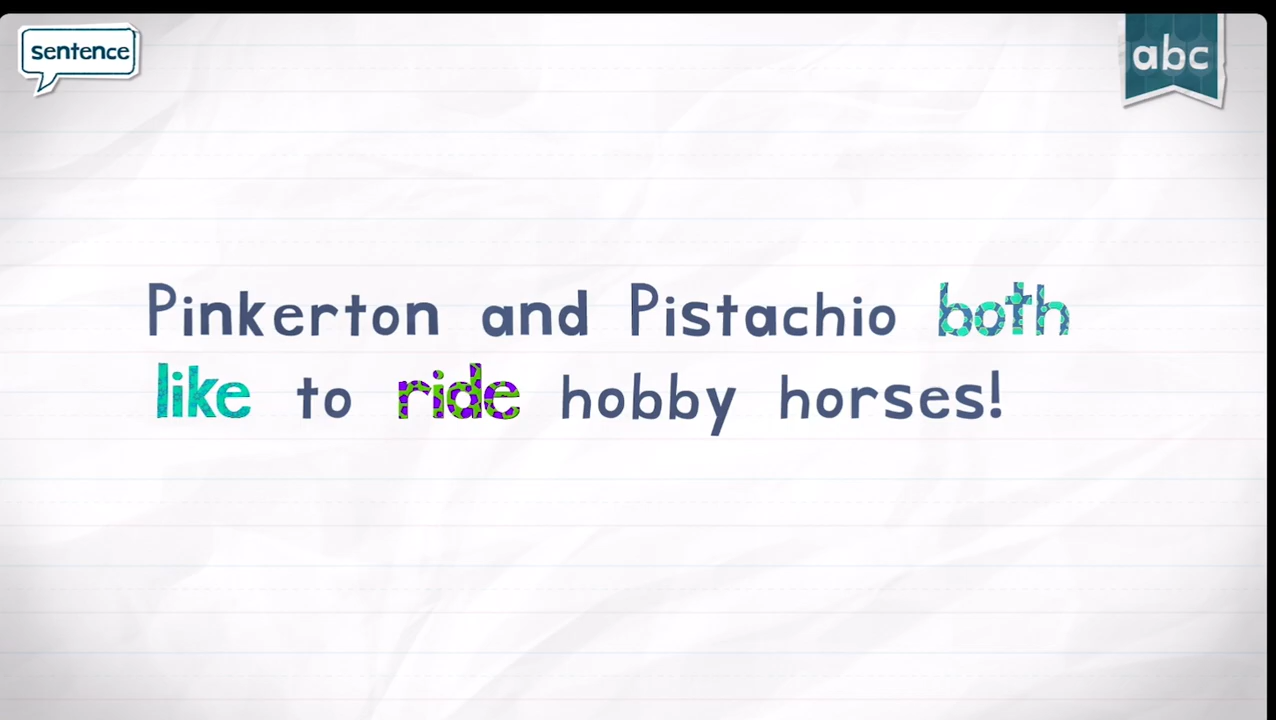 sentence
abc
Pinkerton and Pistachio both
like to ride hobby horses!